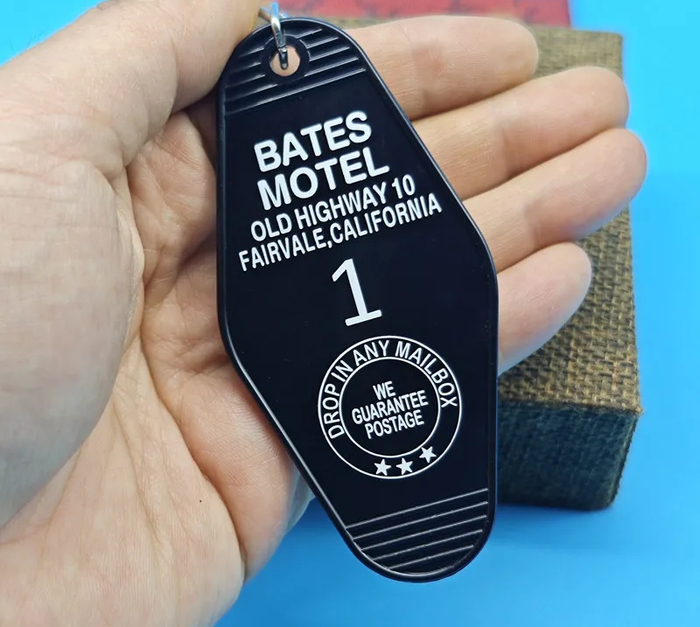 BATES
MOTEL
OLD HIGHWAY 10
FAIRVALE,CALIFORNIA
1
DROP IN ANY MAILBOX
WE
GUARANTEE
POSTAGE